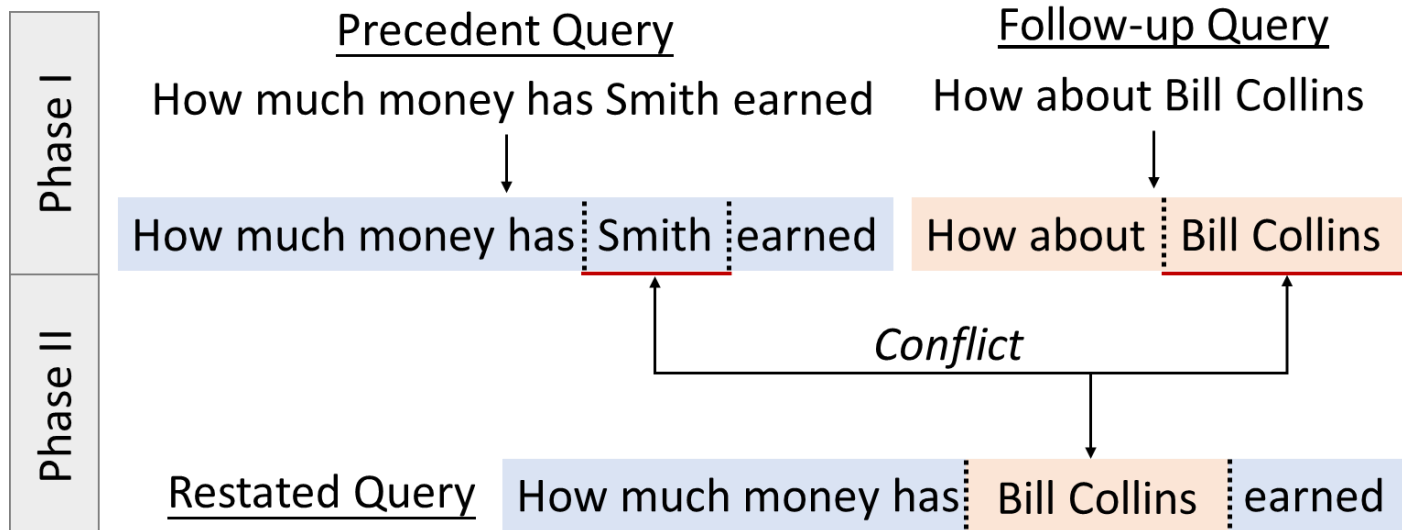 Phase I
Precedent Query
Follow-up Query
How much money has Smith earned
How about Bill Collins
How much money has Smith earned
How about Bill Collins
Phase II
Conflict
Restated Query
How much money has Bill Collins earned